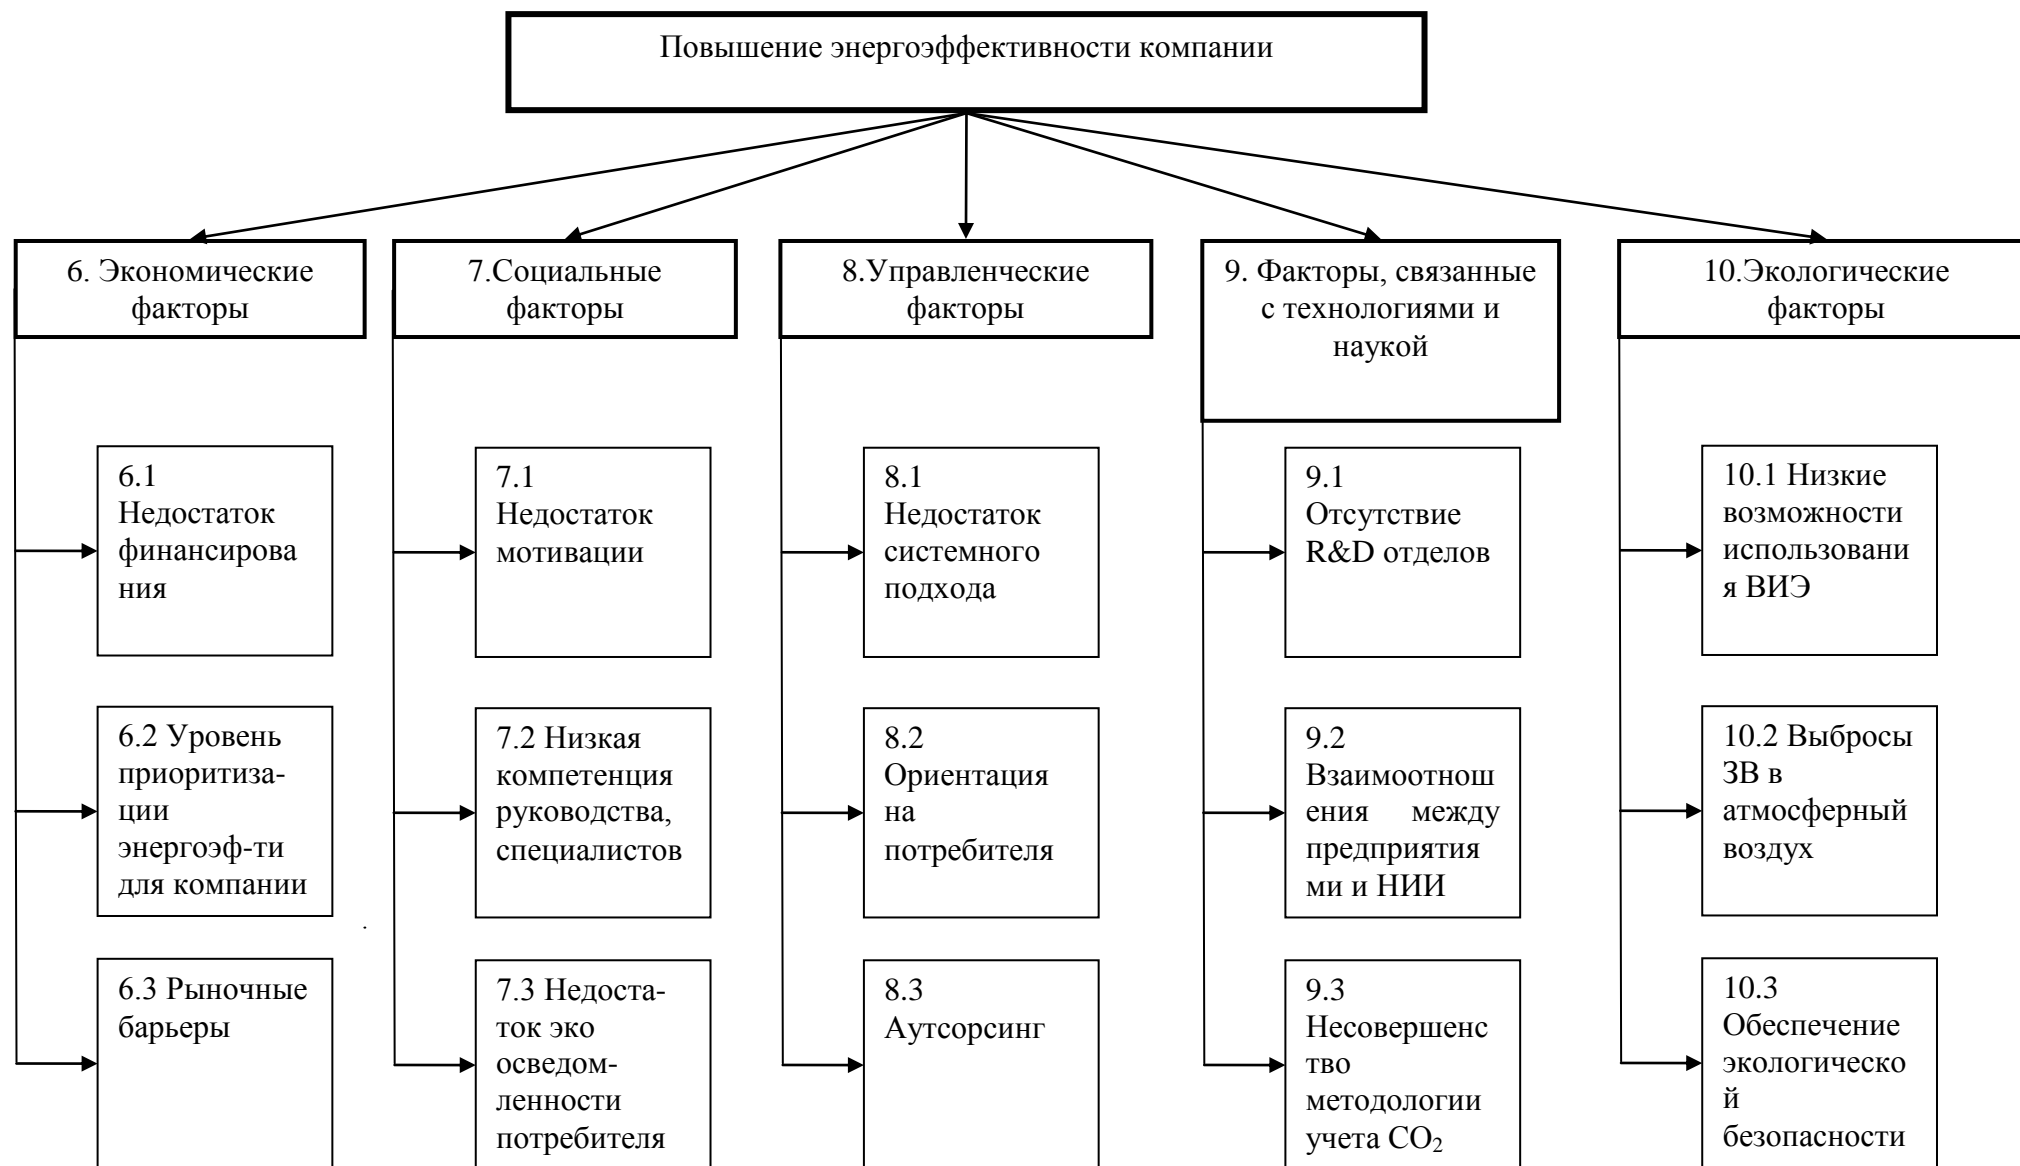 Повышение энергоэффективности компании
6. Экономические
факторы
7.Социальные
факторы
8.Управленческие
факторы
9. Факторы, связанные
с технологиями и
наукой
10.Экологические
факторы
6.1
Недостаток
финансирова
ния
7.1
Недостаток
мотивации
8.1
Недостаток
системного
подхода
9.1
Отсутствие
R&D отделов
10.1 Низкие
возможности
использовани
я ВИЭ
6.2 Уровень
приоритиза-
ции
энергоэф-ти
для компании
7.2 Низкая
компетенция
руководства,
специалистов
8.2
Ориентация
на
потребителя
9.2
Взаимоотнош
ения между
предприятия
ми и НИИ
10.2 Выбросы
ЗВ в
атмосферный
воздух
6.3 Рыночные
барьеры
7.3 Недоста-
ток эко
осведом-
ленности
потребителя
8.3
Аутсорсинг
9.3
Несовершенс
тво
методологии
учета CO₂
10.3
Обеспечение
экологическо
й
безопасности